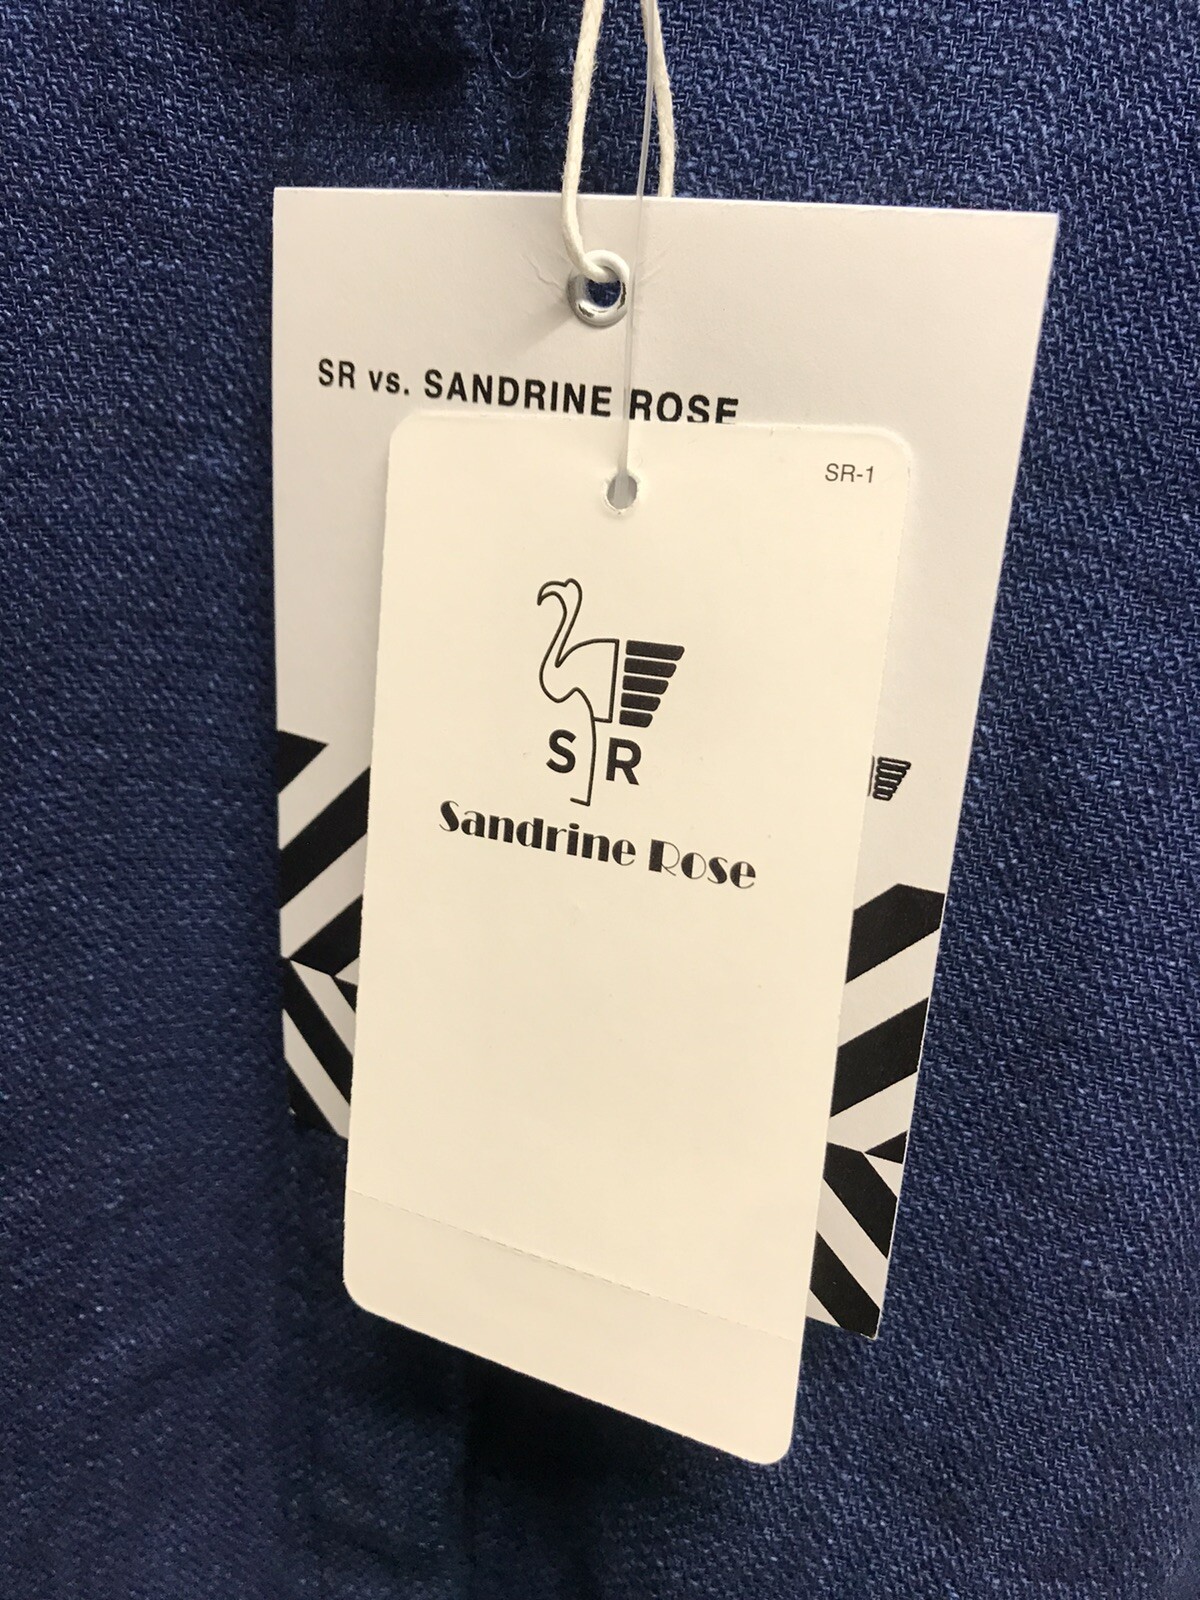 SR vs. SANDRINE ROSE
SR-1
S R
Sandrine Rose